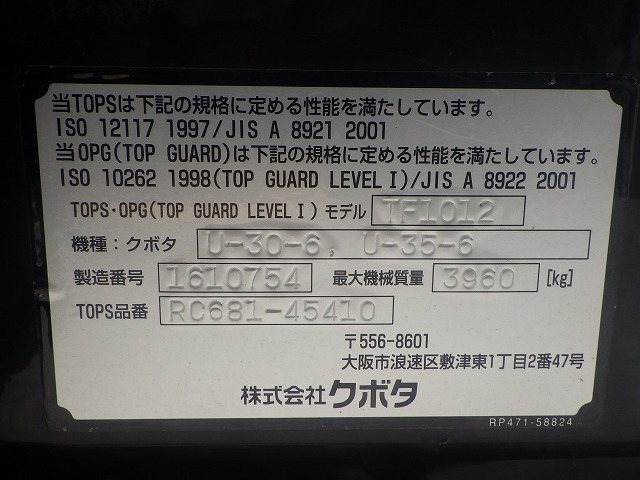 当TOPSは下記の規格に定める性能を満たしています。
ISO 12117 1997/JIS A 8921 2001
当OPG(TOP GUARD)は下記の規格に定める性能を満たしています。
ISO 10262 1998(TOP GUARD LEVEL I)/JIS A 8922 2001
TOPS・OPG(TOP GUARD LEVEL I)モデル TF1012
機種：クボタ U-30-6, U-35-6
製造番号 1610754 最大機械質量 3960 [kg]
TOPS品番 RC681-45410
〒556-8601
大阪市浪速区敷津東1丁目2番47号
株式会社クボタ
RP471-58824